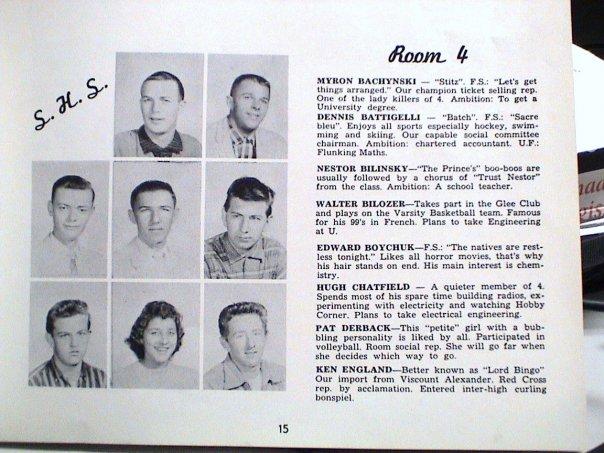 S. H. S.
Room 4
MYRON BACHYNSKI — "Stitz". F.S.: "Let's get
things arranged." Our champion ticket selling rep.
One of the lady killers of 4. Ambition: To get a
University degree.
DENNIS BATTIGELLI — "Batch". F.S.: "Sacre
bleu". Enjoys all sports especially hockey, swim-
ming and skiing. Our capable social committee
chairman. Ambition: chartered accountant. U.F.:
Flunking Maths.
NESTOR BILINSKY—"The Prince's" boo-boos are
usually followed by a chorus of "Trust Nestor"
from the class. Ambition: A school teacher.
WALTER BILOZER—Takes part in the Glee Club
and plays on the Varsity Basketball team. Famous
for his 99's in French. Plans to take Engineering
at U.
EDWARD BOYCHUK—F.S.: "The natives are rest-
less tonight." Likes all horror movies, that's why
his hair stands on end. His main interest is chem-
istry.
HUGH CHATFIELD — A quieter member of 4.
Spends most of his spare time building radios, ex-
perimenting with electricity and watching Hobby
Corner. Plans to take electrical engineering.
PAT DERBACK—This "petite" girl with a bub-
bling personality is liked by all. Participated in
volleyball. Room social rep. She will go far when
she decides which way to go.
KEN ENGLAND—Better known as "Lord Bingo"
Our import from Viscount Alexander. Red Cross
rep. by acclamation. Entered inter-high curling
bonspiel.
15